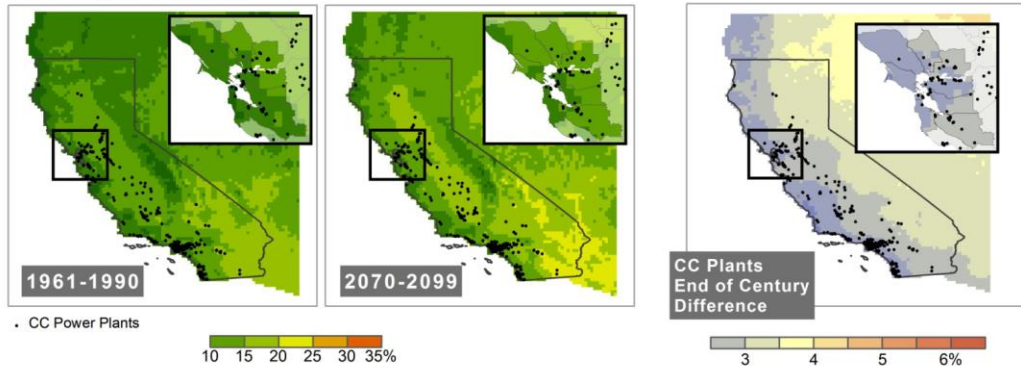 1961-1990
2070-2099
CC Plants
End of Century
Difference
• CC Power Plants
10 15 20 25 30 35%
3 4 5 6%